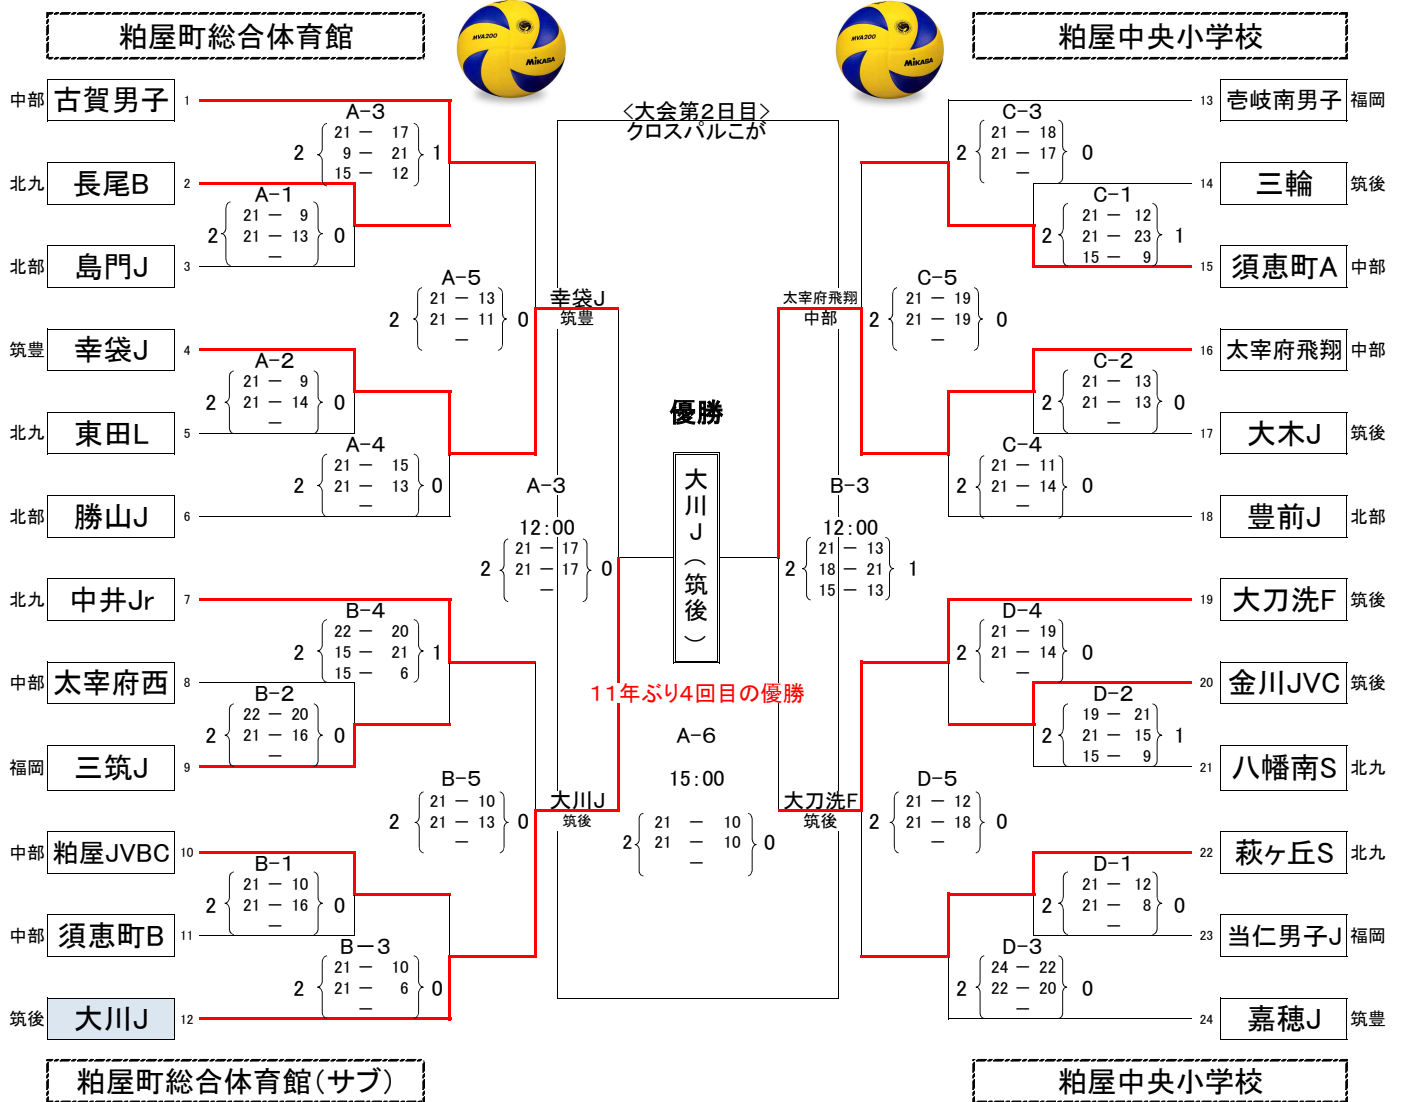 粕屋町総合体育館
MVA200
MIKASA
MVA200
MIKASA
粕屋中央小学校
<大会第2日目>
クロスパルこが
中部 古賀男子 1
A-3
21 － 17
2 9 － 21 1
15 － 12
北九 長尾B 2
A-1
21 － 9
2 21 － 13 0
－
北部 島門J 3
A-5
21 － 13
2 21 － 11 0
－
幸袋J
筑豊
筑豊 幸袋J 4
A-2
21 － 9
2 21 － 14 0
－
北九 東田L 5
A-4
21 － 15
2 21 － 13 0
－
北部 勝山J 6
A-3
12:00
21 － 17
2 21 － 17 0
－
北九 中井Jr 7
B-4
22 － 20
2 15 － 21 1
15 － 6
中部 太宰府西 8
B-2
22 － 20
2 21 － 16 0
－
福岡 三筑J 9
B-5
21 － 10
2 21 － 13 0
－
大川J
筑後
中部 粕屋JVBC 10
B-1
21 － 10
2 21 － 16 0
－
中部 須恵町B 11
B－3
21 － 10
2 21 － 6 0
－
筑後 大川J 12
粕屋町総合体育館(サブ)
優勝
大川J(筑後)
11年ぶり4回目の優勝
A-6
15:00
21 － 10
2 21 － 10 0
－
13 壱岐南男子 福岡
C-3
21 － 18
2 21 － 17 0
－
14 三輪 筑後
C-1
21 － 12
2 21 － 23 1
15 － 9
15 須恵町A 中部
太宰府飛翔
中部
C-5
21 － 19
2 21 － 19 0
－
16 太宰府飛翔 中部
C-2
21 － 13
2 21 － 13 0
－
17 大木J 筑後
C-4
21 － 11
2 21 － 14 0
－
18 豊前J 北部
B-3
12:00
21 － 13
2 18 － 21 1
15 － 13
19 大刀洗F 筑後
D-4
21 － 19
2 21 － 14 0
－
20 金川JVC 筑後
D-2
19 － 21
2 21 － 15 1
15 － 9
21 八幡南S 北九
大刀洗F
筑後
D-5
21 － 12
2 21 － 18 0
－
22 萩ヶ丘S 北九
D-1
21 － 12
2 21 － 8 0
－
23 当仁男子J 福岡
D-3
24 － 22
2 22 － 20 0
－
24 嘉穂J 筑豊
粕屋中央小学校